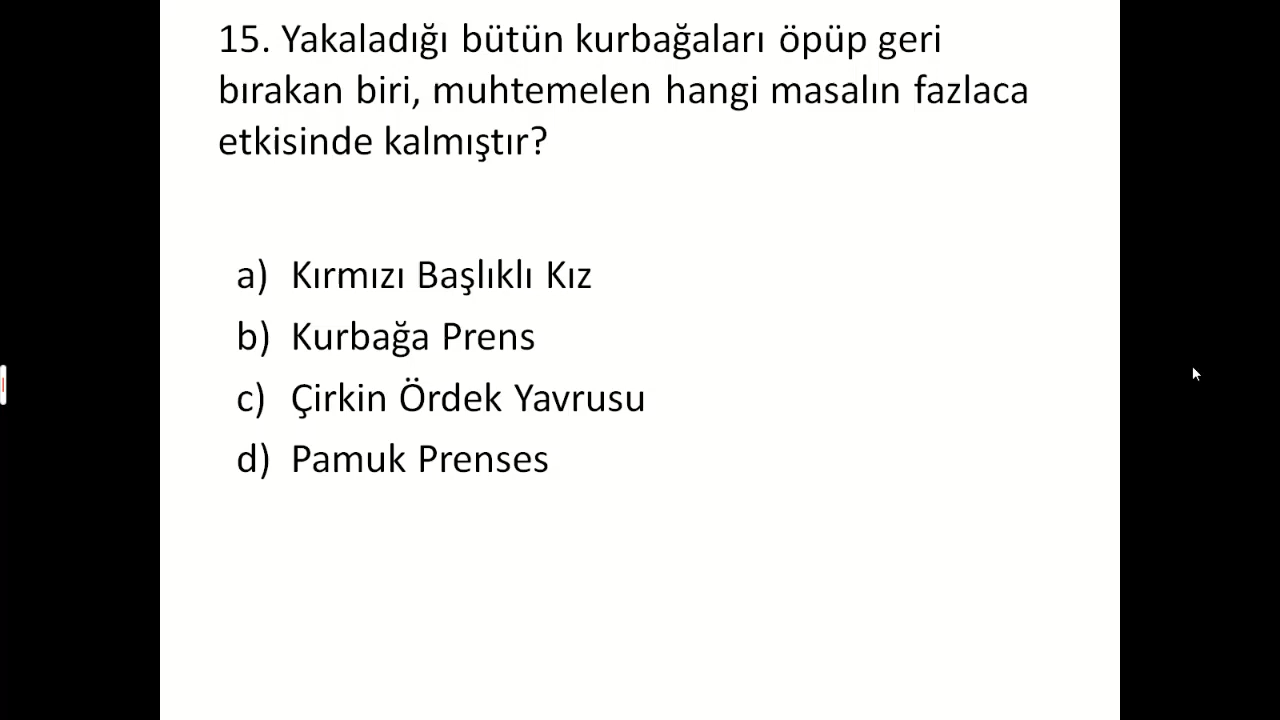 15. Yakaladığı bütün kurbağaları öpüp geri
bırakan biri, muhtemelen hangi masalın fazlaca
etkisinde kalmıştır?
a) Kırmızı Başlıklı Kız
b) Kurbağa Prens
c) Çirkin Ördek Yavrusu
d) Pamuk Prenses